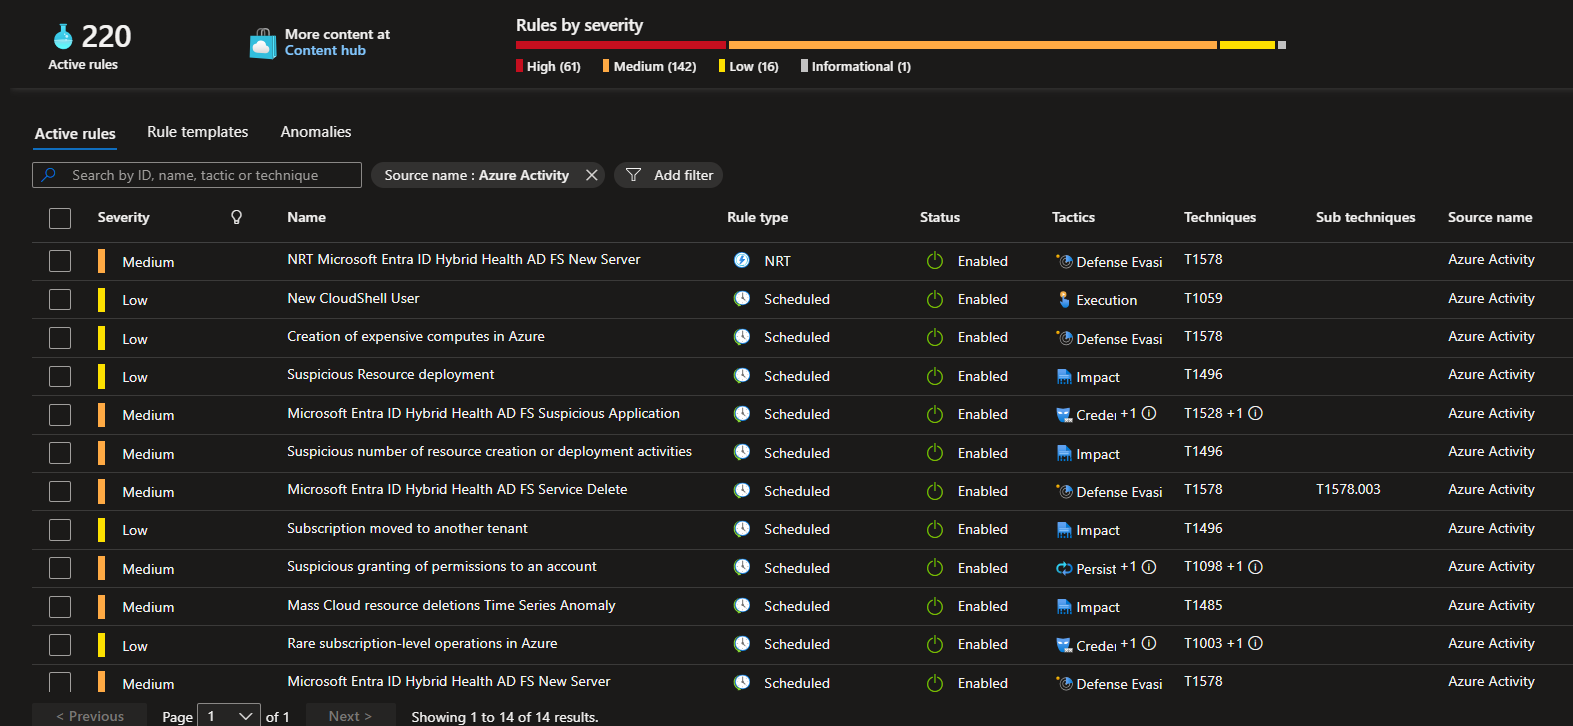 220
Active rules
More content at
Content hub
Rules by severity
High (61) Medium (142) Low (16) Informational (1)
Active rules Rule templates Anomalies
Search by ID, name, tactic or technique Source name : Azure Activity Add filter
Severity Name Rule type Status Tactics Techniques Sub techniques Source name
Medium NRT Microsoft Entra ID Hybrid Health AD FS New Server NRT Enabled Defense Evasi T1578 Azure Activity
Low New CloudShell User Scheduled Enabled Execution T1059 Azure Activity
Low Creation of expensive computes in Azure Scheduled Enabled Defense Evasi T1578 Azure Activity
Low Suspicious Resource deployment Scheduled Enabled Impact T1496 Azure Activity
Medium Microsoft Entra ID Hybrid Health AD FS Suspicious Application Scheduled Enabled Creder +1 T1528 +1 Azure Activity
Medium Suspicious number of resource creation or deployment activities Scheduled Enabled Impact T1496 Azure Activity
Medium Microsoft Entra ID Hybrid Health AD FS Service Delete Scheduled Enabled Defense Evasi T1578 T1578.003 Azure Activity
Low Subscription moved to another tenant Scheduled Enabled Impact T1496 Azure Activity
Medium Suspicious granting of permissions to an account Scheduled Enabled Persist +1 T1098 +1 Azure Activity
Medium Mass Cloud resource deletions Time Series Anomaly Scheduled Enabled Impact T1485 Azure Activity
Low Rare subscription-level operations in Azure Scheduled Enabled Creder +1 T1003 +1 Azure Activity
Medium Microsoft Entra ID Hybrid Health AD FS New Server Scheduled Enabled Defense Evasi T1578 Azure Activity
< Previous Page 1 of 1 Next > Showing 1 to 14 of 14 results.